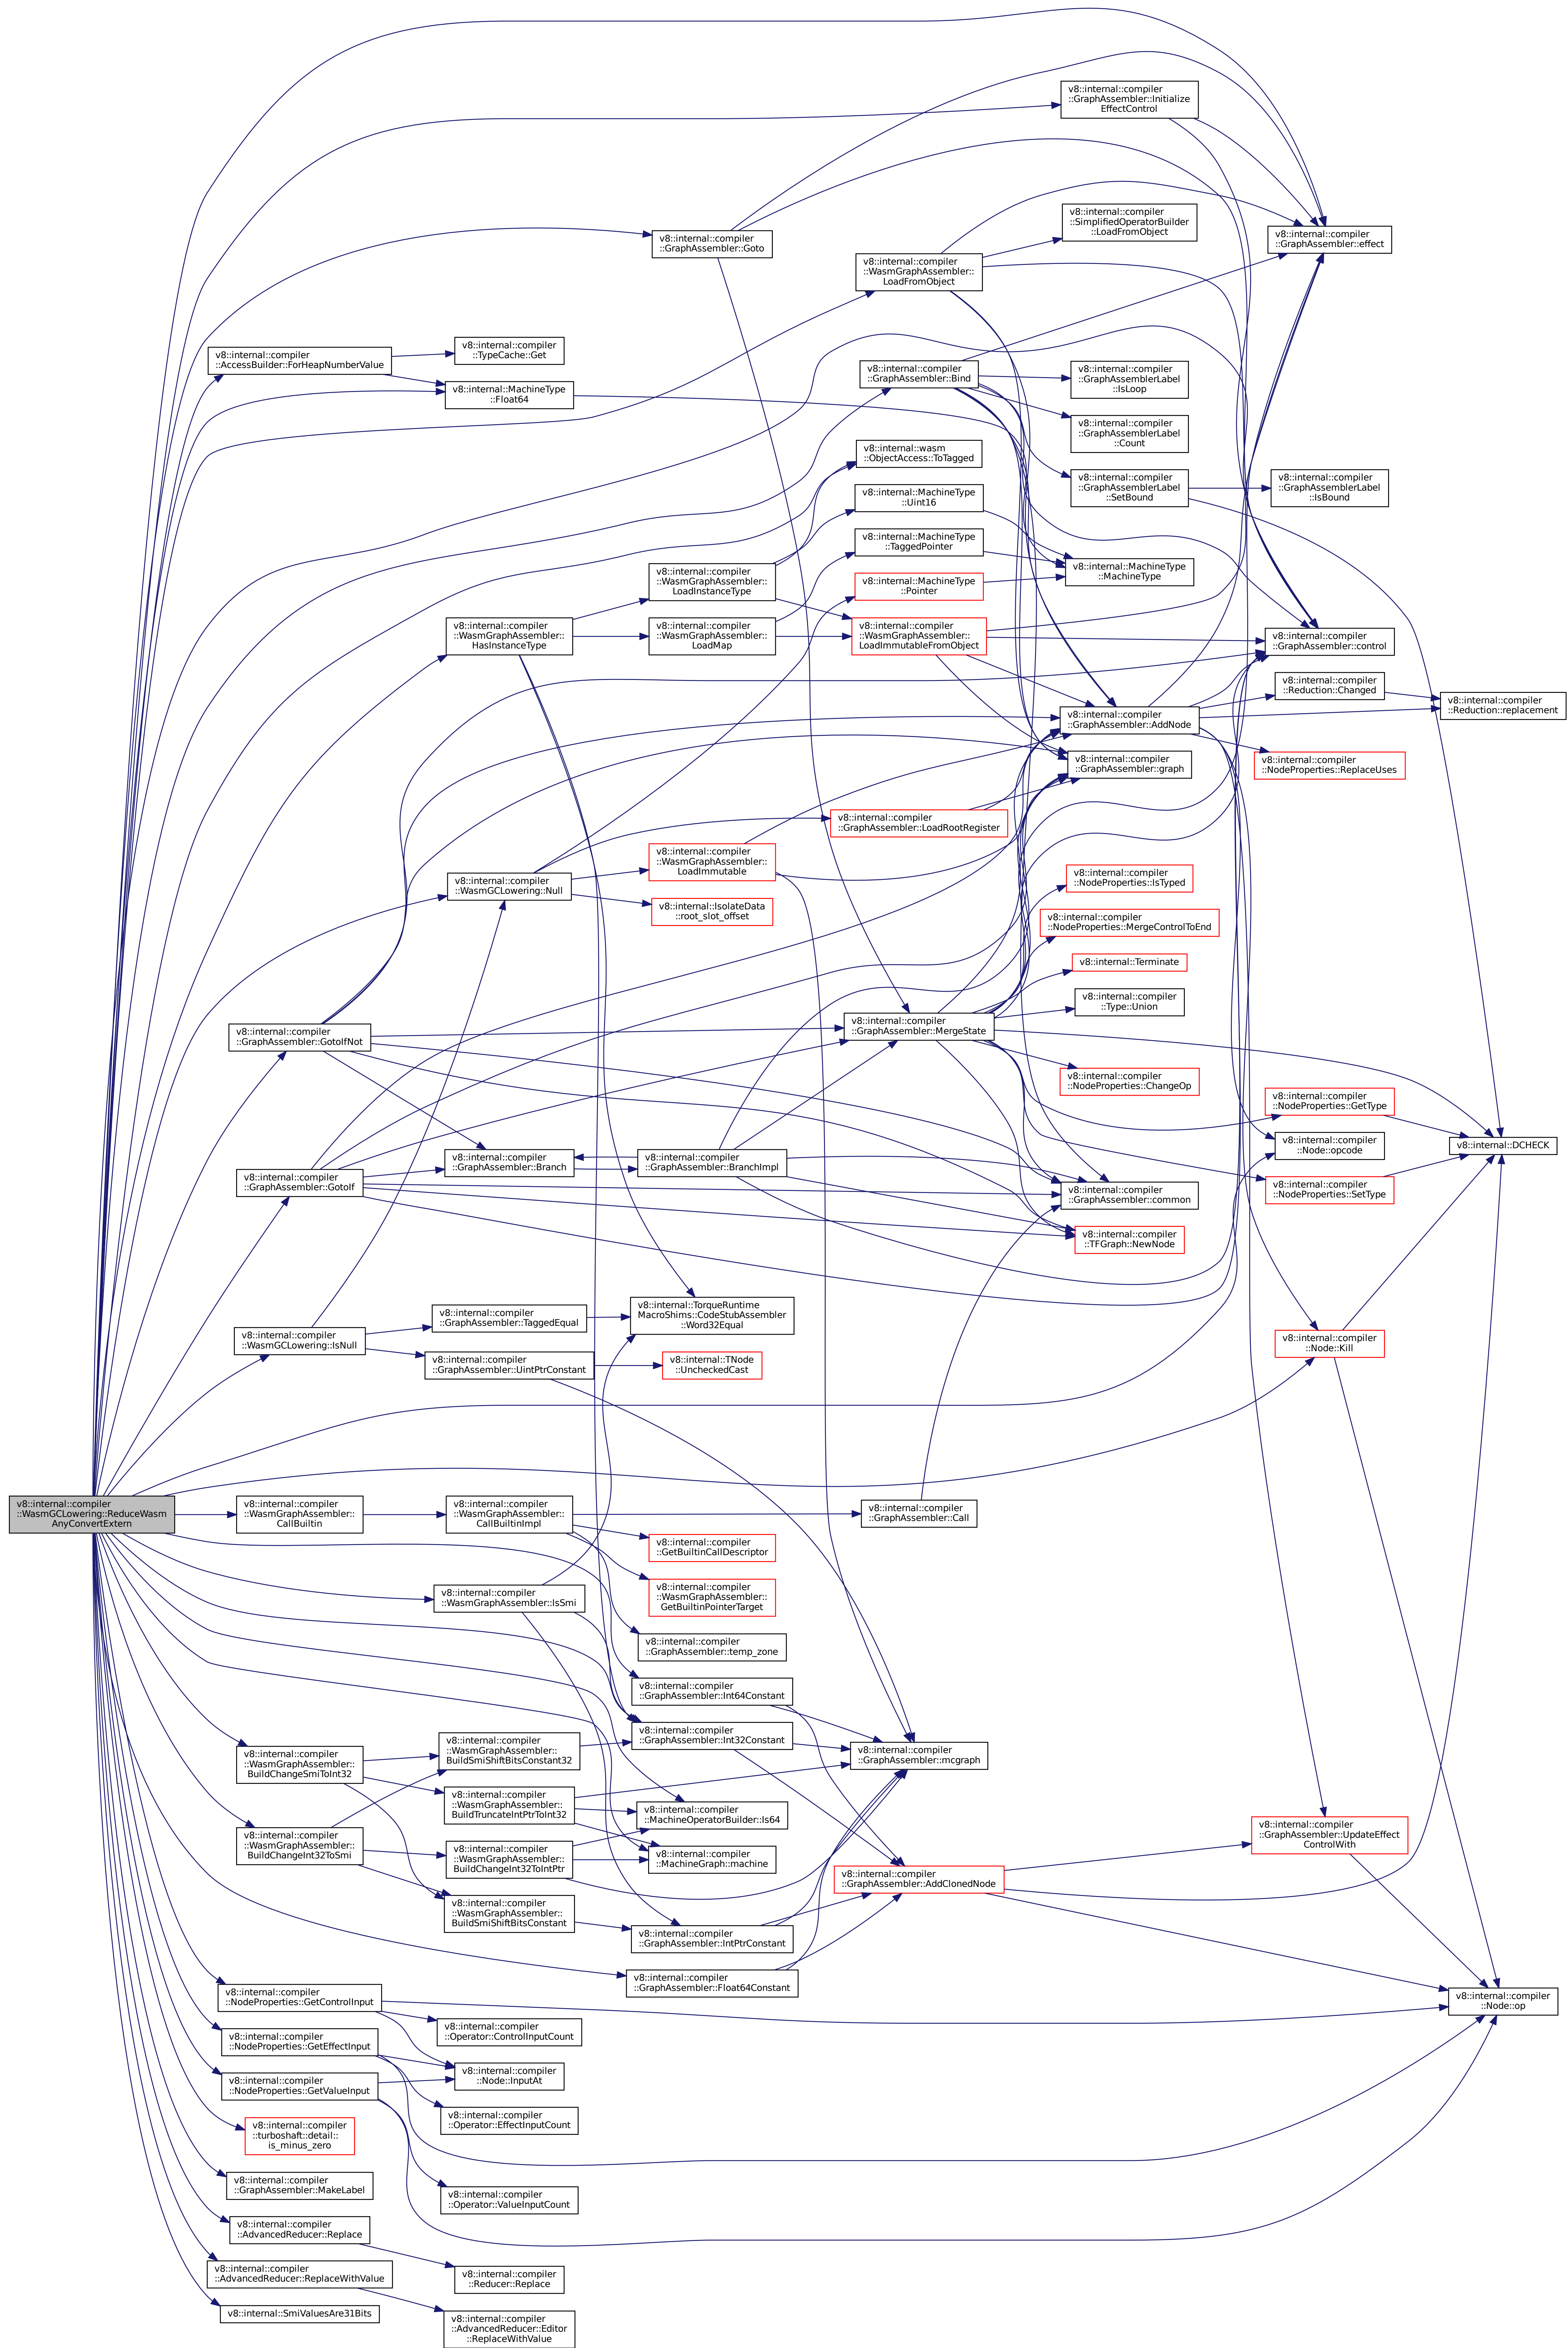 v8::internal::compiler
::GraphAssembler::Initialize
EffectControl
v8::internal::compiler
::SimplifiedOperatorBuilder
::LoadFromObject
v8::internal::compiler
::GraphAssembler::effect
v8::internal::compiler
::GraphAssembler::Goto
v8::internal::compiler
::WasmGraphAssembler::
LoadFromObject
v8::internal::compiler
::TypeCache::Get
v8::internal::compiler
::AccessBuilder::ForHeapNumberValue
v8::internal::MachineType
::Float64
v8::internal::compiler
::GraphAssembler::Bind
v8::internal::compiler
::GraphAssemblerLabel
::IsLoop
v8::internal::compiler
::GraphAssemblerLabel
::Count
v8::internal::wasm
::ObjectAccess::ToTagged
v8::internal::compiler
::GraphAssemblerLabel
::SetBound
v8::internal::compiler
::GraphAssemblerLabel
::IsBound
v8::internal::MachineType
::Uint16
v8::internal::MachineType
::TaggedPointer
v8::internal::MachineType
::MachineType
v8::internal::compiler
::WasmGraphAssembler::
LoadInstanceType
v8::internal::MachineType
::Pointer
v8::internal::compiler
::WasmGraphAssembler::
HasInstanceType
v8::internal::compiler
::WasmGraphAssembler::
LoadMap
v8::internal::compiler
::WasmGraphAssembler::
LoadImmutableFromObject
v8::internal::compiler
::GraphAssembler::control
v8::internal::compiler
::Reduction::Changed
v8::internal::compiler
::Reduction::replacement
v8::internal::compiler
::GraphAssembler::AddNode
v8::internal::compiler
::GraphAssembler::graph
v8::internal::compiler
::NodeProperties::ReplaceUses
v8::internal::compiler
::GraphAssembler::LoadRootRegister
v8::internal::compiler
::WasmGraphAssembler::
LoadImmutable
v8::internal::compiler
::WasmGCLowering::Null
v8::internal::IsolateData
::root_slot_offset
v8::internal::compiler
::NodeProperties::IsTyped
v8::internal::compiler
::NodeProperties::MergeControlToEnd
v8::internal::Terminate
v8::internal::compiler
::Type::Union
v8::internal::compiler
::GraphAssembler::GotoIfNot
v8::internal::compiler
::GraphAssembler::MergeState
v8::internal::compiler
::NodeProperties::ChangeOp
v8::internal::compiler
::NodeProperties::GetType
v8::internal::compiler
::Node::opcode
v8::internal::DCHECK
v8::internal::compiler
::GraphAssembler::GotoIf
v8::internal::compiler
::GraphAssembler::Branch
v8::internal::compiler
::GraphAssembler::BranchImpl
v8::internal::compiler
::NodeProperties::SetType
v8::internal::compiler
::GraphAssembler::common
v8::internal::compiler
::TFGraph::NewNode
v8::internal::compiler
::GraphAssembler::TaggedEqual
v8::internal::TorqueRuntime
MacroShims::CodeStubAssembler
::Word32Equal
v8::internal::compiler
::WasmGCLowering::IsNull
v8::internal::compiler
::GraphAssembler::UintPtrConstant
v8::internal::TNode
::UncheckedCast
v8::internal::compiler
::Node::Kill
v8::internal::compiler
::WasmGCLowering::ReduceWasm
AnyConvertExtern
v8::internal::compiler
::WasmGraphAssembler::
CallBuiltin
v8::internal::compiler
::WasmGraphAssembler::
CallBuiltinImpl
v8::internal::compiler
::GraphAssembler::Call
v8::internal::compiler
::GetBuiltinCallDescriptor
v8::internal::compiler
::WasmGraphAssembler::
GetBuiltinPointerTarget
v8::internal::compiler
::WasmGraphAssembler::IsSmi
v8::internal::compiler
::GraphAssembler::temp_zone
v8::internal::compiler
::GraphAssembler::Int64Constant
v8::internal::compiler
::GraphAssembler::Int32Constant
v8::internal::compiler
::WasmGraphAssembler::
BuildSmiShiftBitsConstant32
v8::internal::compiler
::GraphAssembler::mcgraph
v8::internal::compiler
::WasmGraphAssembler::
BuildChangeSmiToInt32
v8::internal::compiler
::WasmGraphAssembler::
BuildTruncateIntPtrToInt32
v8::internal::compiler
::MachineOperatorBuilder::Is64
v8::internal::compiler
::WasmGraphAssembler::
BuildChangeInt32ToSmi
v8::internal::compiler
::WasmGraphAssembler::
BuildChangeInt32ToIntPtr
v8::internal::compiler
::MachineGraph::machine
v8::internal::compiler
::GraphAssembler::UpdateEffect
ControlWith
v8::internal::compiler
::GraphAssembler::AddClonedNode
v8::internal::compiler
::WasmGraphAssembler::
BuildSmiShiftBitsConstant
v8::internal::compiler
::GraphAssembler::IntPtrConstant
v8::internal::compiler
::GraphAssembler::Float64Constant
v8::internal::compiler
::NodeProperties::GetControlInput
v8::internal::compiler
::Node::op
v8::internal::compiler
::Operator::ControlInputCount
v8::internal::compiler
::NodeProperties::GetEffectInput
v8::internal::compiler
::Node::InputAt
v8::internal::compiler
::NodeProperties::GetValueInput
v8::internal::compiler
::Operator::EffectInputCount
v8::internal::compiler
::turboshaft::detail::
is_minus_zero
v8::internal::compiler
::GraphAssembler::MakeLabel
v8::internal::compiler
::Operator::ValueInputCount
v8::internal::compiler
::AdvancedReducer::Replace
v8::internal::compiler
::AdvancedReducer::ReplaceWithValue
v8::internal::compiler
::Reducer::Replace
v8::internal::SmiValuesAre31Bits
v8::internal::compiler
::AdvancedReducer::Editor
::ReplaceWithValue